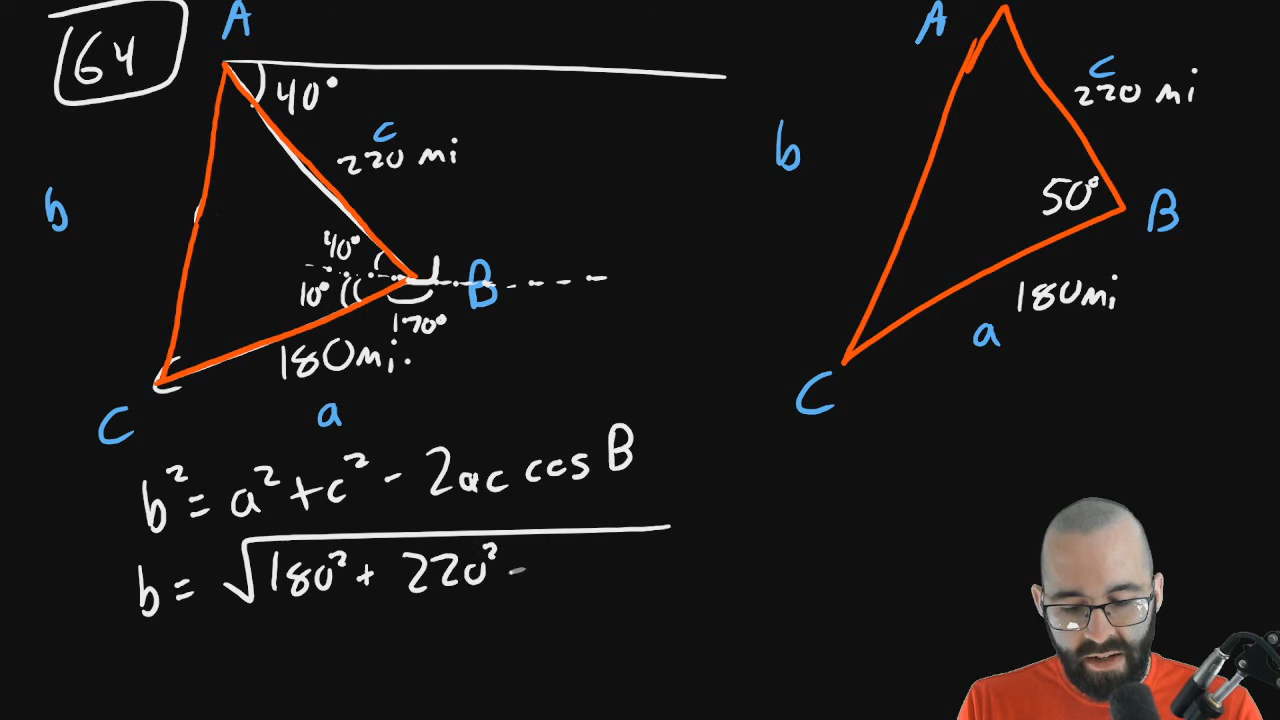 64
A
40°
c
220 mi
b
40°
10°
B
170°
180mi.
a
C
A
c
220 mi
b
50°
B
180mi
a
C
b² = a² + c² - 2ac cos B
b = √180² + 220² -